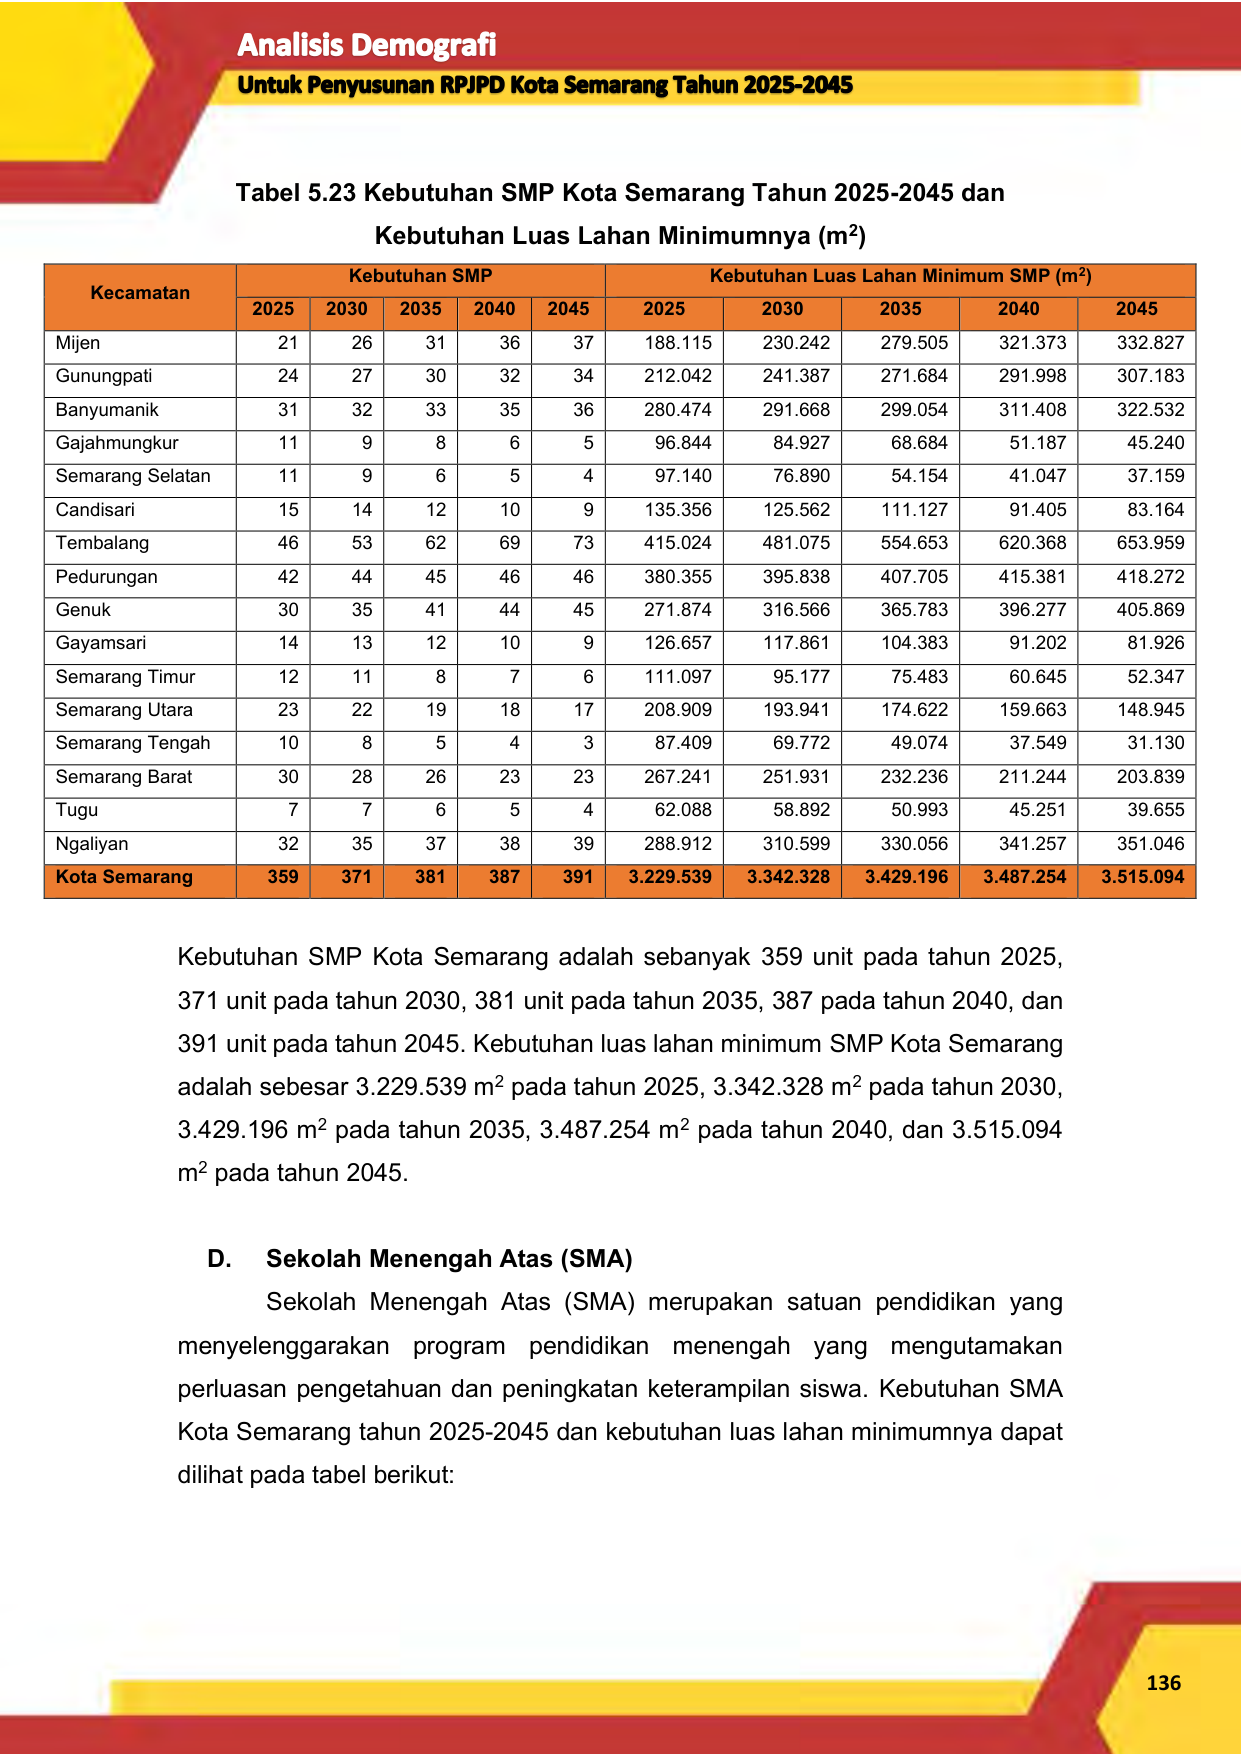 Analisis Demografi
Untuk Penyusunan RPJPD Kota Semarang Tahun 2025-2045
Tabel 5.23 Kebutuhan SMP Kota Semarang Tahun 2025-2045 dan
Kebutuhan Luas Lahan Minimumnya (m²)
Kecamatan Kebutuhan SMP Kebutuhan Luas Lahan Minimum SMP (m²)
2025 2030 2035 2040 2045 2025 2030 2035 2040 2045
Mijen 21 26 31 36 37 188.115 230.242 279.505 321.373 332.827
Gunungpati 24 27 30 32 34 212.042 241.387 271.684 291.998 307.183
Banyumanik 31 32 33 35 36 280.474 291.668 299.054 311.408 322.532
Gajahmungkur 11 9 8 6 5 96.844 84.927 68.684 51.187 45.240
Semarang Selatan 11 9 6 5 4 97.140 76.890 54.154 41.047 37.159
Candisari 15 14 12 10 9 135.356 125.562 111.127 91.405 83.164
Tembalang 46 53 62 69 73 415.024 481.075 554.653 620.368 653.959
Pedurungan 42 44 45 46 46 380.355 395.838 407.705 415.381 418.272
Genuk 30 35 41 44 45 271.874 316.566 365.783 396.277 405.869
Gayamsari 14 13 12 10 9 126.657 117.861 104.383 91.202 81.926
Semarang Timur 12 11 8 7 6 111.097 95.177 75.483 60.645 52.347
Semarang Utara 23 22 19 18 17 208.909 193.941 174.622 159.663 148.945
Semarang Tengah 10 8 5 4 3 87.409 69.772 49.074 37.549 31.130
Semarang Barat 30 28 26 23 23 267.241 251.931 232.236 211.244 203.839
Tugu 7 7 6 5 4 62.088 58.892 50.993 45.251 39.655
Ngaliyan 32 35 37 38 39 288.912 310.599 330.056 341.257 351.046
Kota Semarang 359 371 381 387 391 3.229.539 3.342.328 3.429.196 3.487.254 3.515.094
Kebutuhan SMP Kota Semarang adalah sebanyak 359 unit pada tahun 2025,
371 unit pada tahun 2030, 381 unit pada tahun 2035, 387 pada tahun 2040, dan
391 unit pada tahun 2045. Kebutuhan luas lahan minimum SMP Kota Semarang
adalah sebesar 3.229.539 m² pada tahun 2025, 3.342.328 m² pada tahun 2030,
3.429.196 m² pada tahun 2035, 3.487.254 m² pada tahun 2040, dan 3.515.094
m² pada tahun 2045.
D. Sekolah Menengah Atas (SMA)
Sekolah Menengah Atas (SMA) merupakan satuan pendidikan yang
menyelenggarakan program pendidikan menengah yang mengutamakan
perluasan pengetahuan dan peningkatan keterampilan siswa. Kebutuhan SMA
Kota Semarang tahun 2025-2045 dan kebutuhan luas lahan minimumnya dapat
dilihat pada tabel berikut:
136